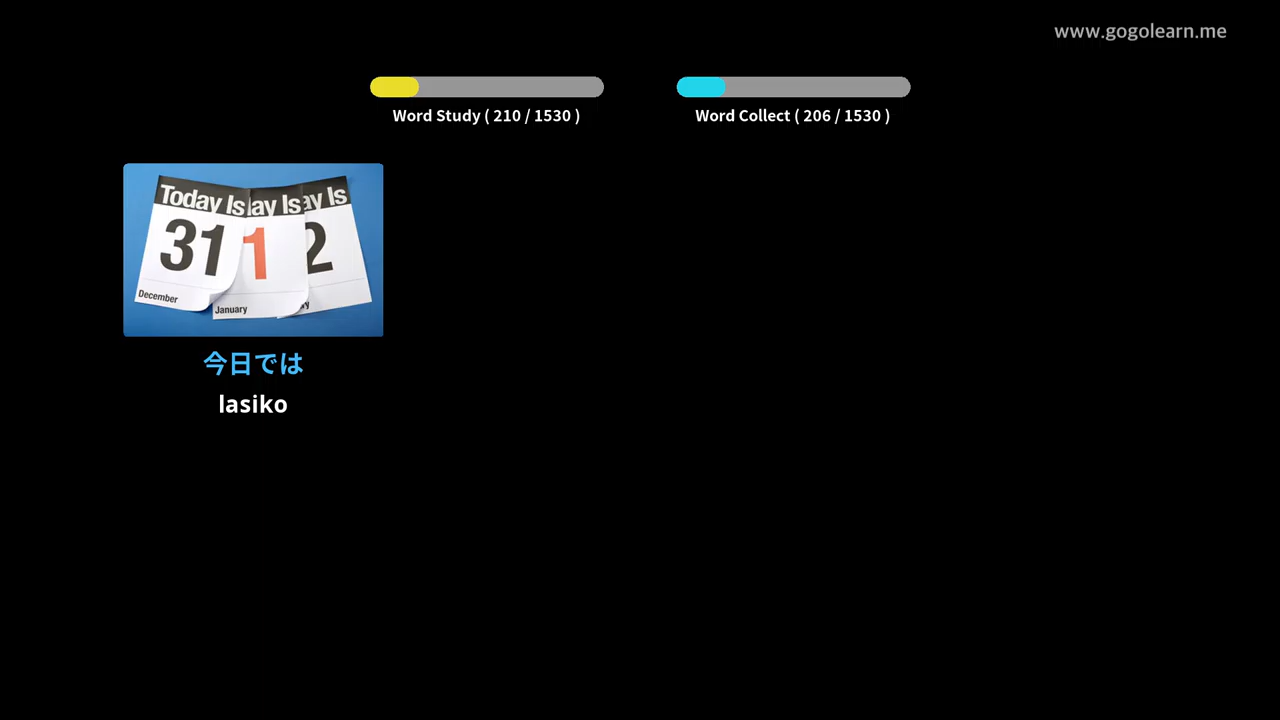 www.gogolearn.me
Word Study ( 210 / 1530 )
Word Collect ( 206 / 1530 )
Today Is
ay Is
ay Is
31
1
2
December
January
ry
今日では
lasiko